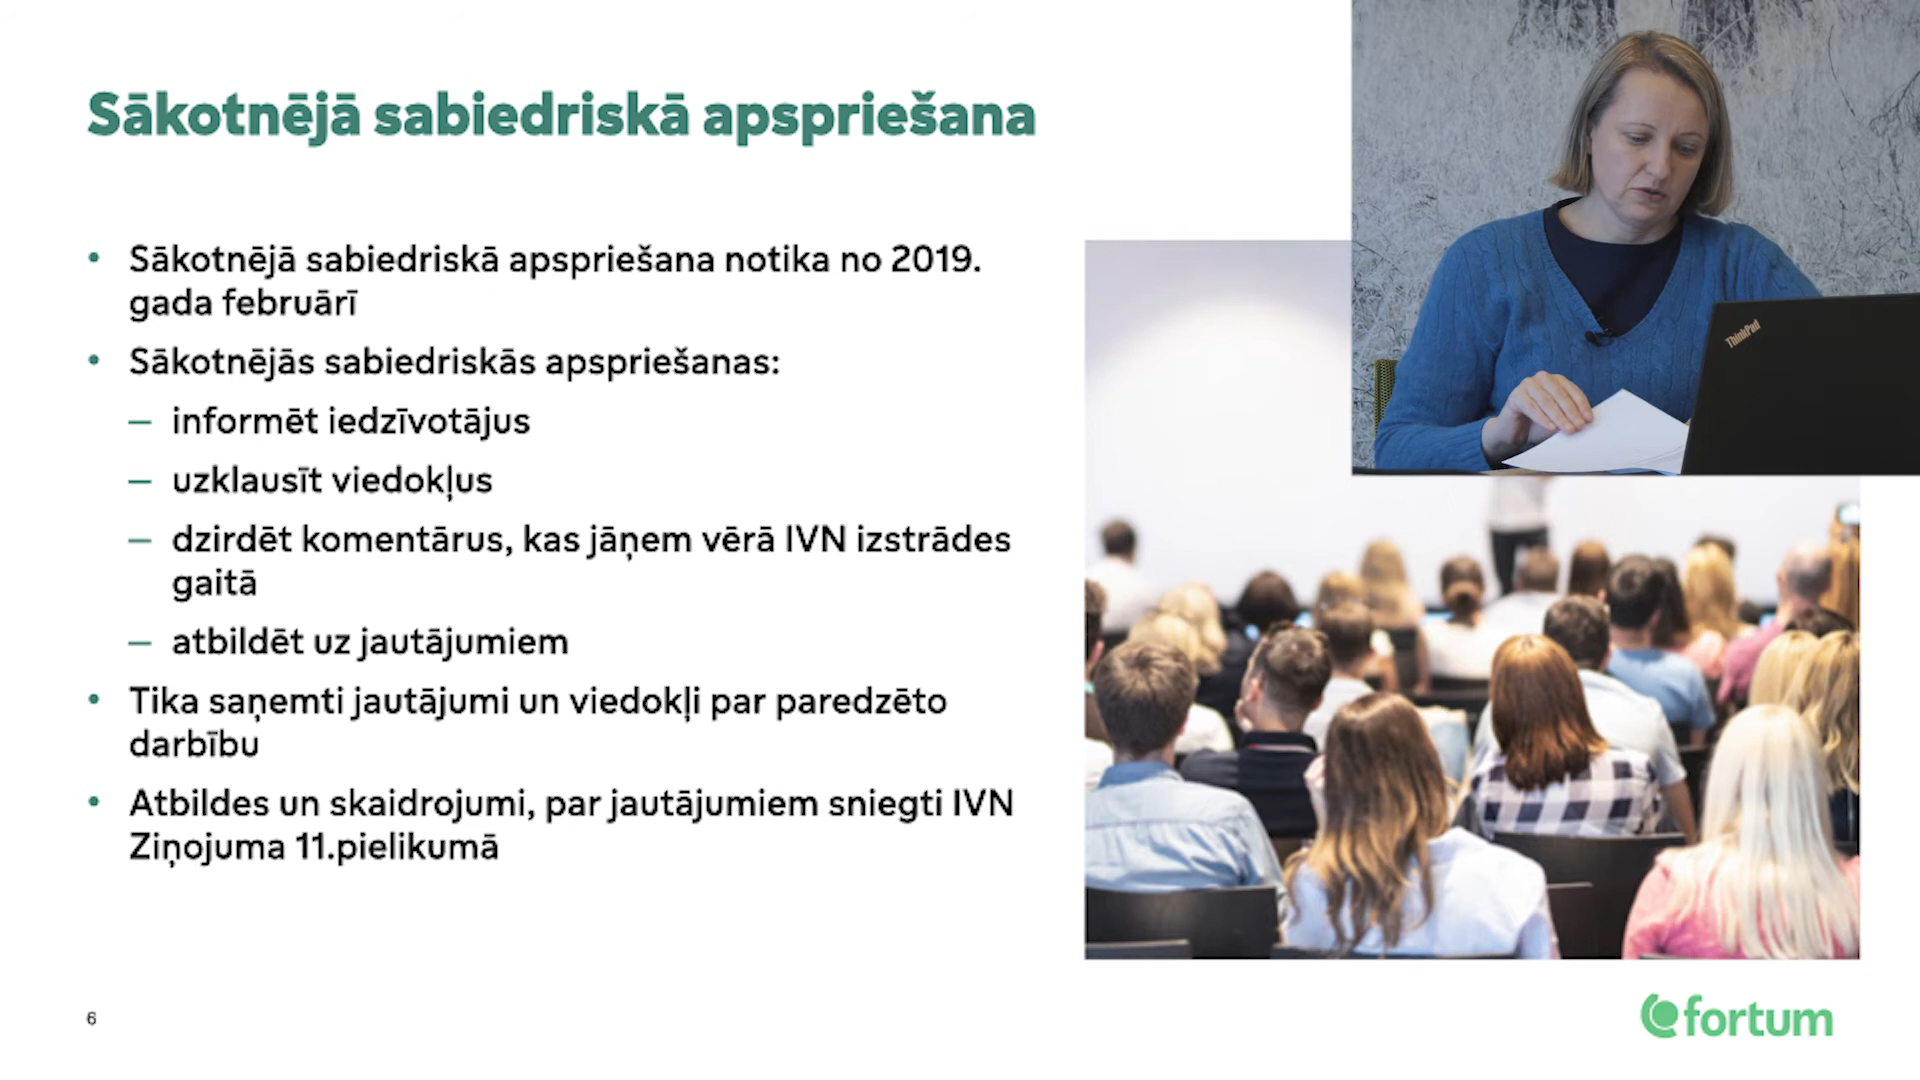 Sākotnējā sabiedriskā apspriešana
• Sākotnējā sabiedriskā apspriešana notika no 2019.
gada februārī
• Sākotnējās sabiedriskās apspriešanas:
– informēt iedzīvotājus
– uzklausīt viedokļus
– dzirdēt komentārus, kas jāņem vērā IVN izstrādes
gaitā
– atbildēt uz jautājumiem
• Tika saņemti jautājumi un viedokļi par paredzēto
darbību
• Atbildes un skaidrojumi, par jautājumiem sniegti IVN
Ziņojuma 11.pielikumā
ThinkPad
6
fortum